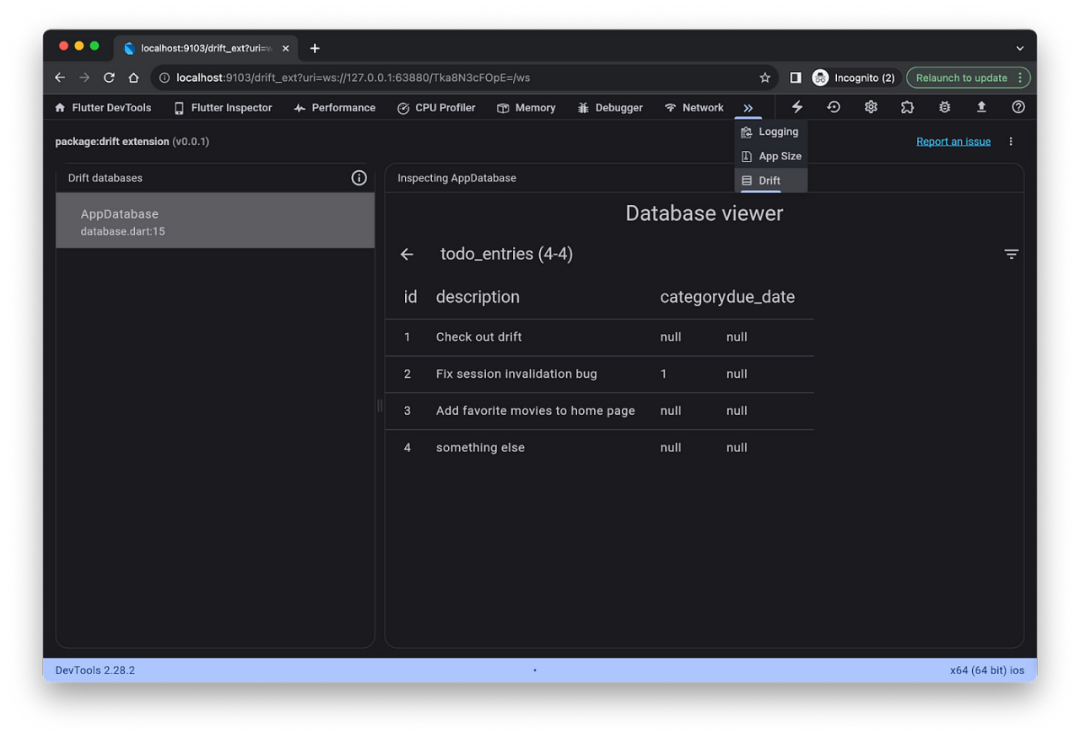 localhost:9103/drift_ext?uri=w
localhost:9103/drift_ext?uri=ws://127.0.0.1:63880/Tka8N3cFOpE=/ws
Incognito (2)
Relaunch to update
Flutter DevTools
Flutter Inspector
Performance
CPU Profiler
Memory
Debugger
Network
Logging
App Size
Drift
package:drift extension (v0.0.1)
Report an issue
Drift databases
AppDatabase
database.dart:15
Inspecting AppDatabase
Database viewer
todo_entries (4-4)
id description categorydue_date
1 Check out drift null null
2 Fix session invalidation bug 1 null
3 Add favorite movies to home page null null
4 something else null null
DevTools 2.28.2
x64 (64 bit) ios